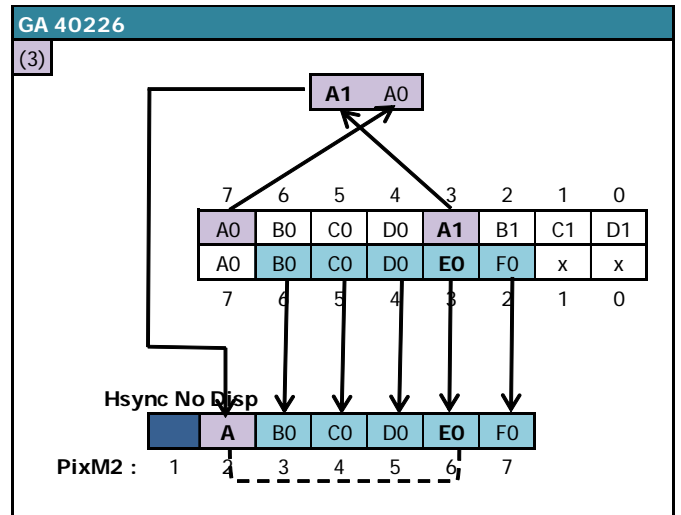 GA 40226
(3)
A1 A0
7 6 5 4 3 2 1 0
A0 B0 C0 D0 A1 B1 C1 D1
A0 B0 C0 D0 E0 F0 x x
7 6 5 4 3 2 1 0
Hsync No Disp
A B0 C0 D0 E0 F0
PixM2 : 1 2 3 4 5 6 7